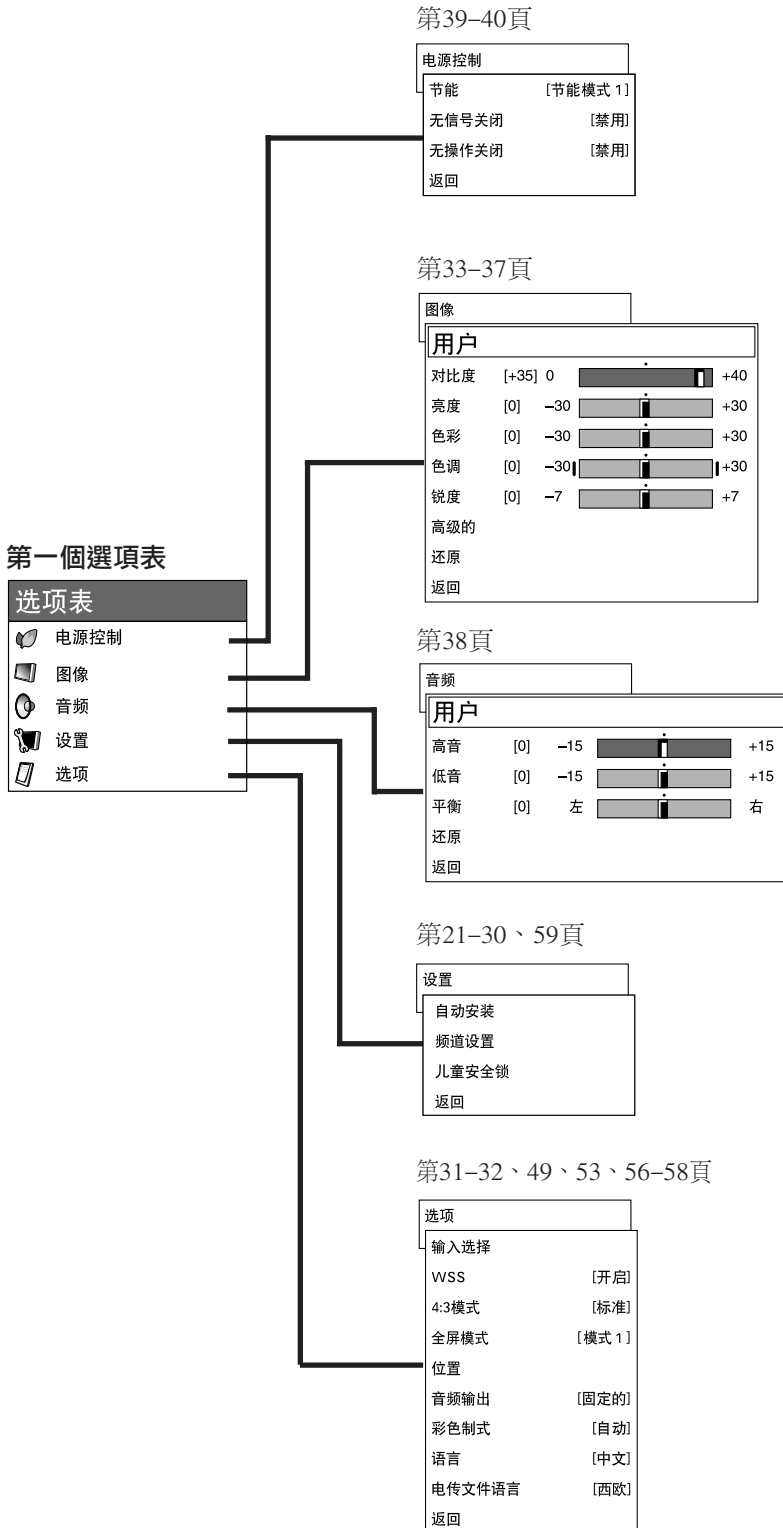 第39–40頁
电源控制
节能 [节能模式 1]
无信号关闭 [禁用]
无操作关闭 [禁用]
返回
第33–37頁
图像
用户
对比度 [+35] 0 +40
亮度 [0] –30 +30
色彩 [0] –30 +30
色调 [0] –30 +30
锐度 [0] –7 +7
高级的
还原
返回
第一個選項表
选项表
电源控制
图像
音频
设置
选项
第38頁
音频
用户
高音 [0] –15 +15
低音 [0] –15 +15
平衡 [0] 左 右
还原
返回
第21–30、59頁
设置
自动安装
频道设置
儿童安全锁
返回
第31–32、49、53、56–58頁
选项
输入选择
WSS [开启]
4:3模式 [标准]
全屏模式 [模式 1]
位置
音频输出 [固定的]
彩色制式 [自动]
语言 [中文]
电传文件语言 [西欧]
返回